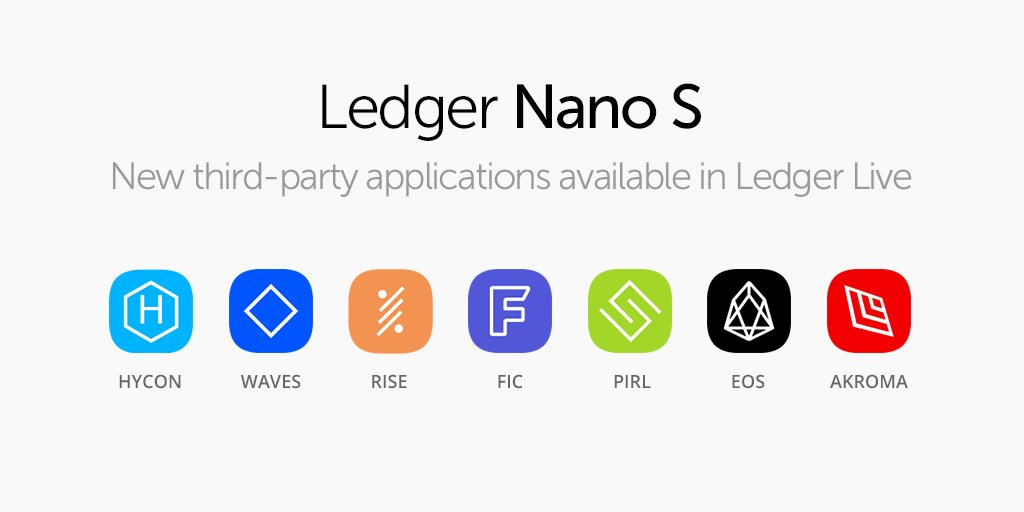 Ledger Nano S
New third-party applications available in Ledger Live
H F
HYCON WAVES RISE FIC PIRL EOS AKROMA